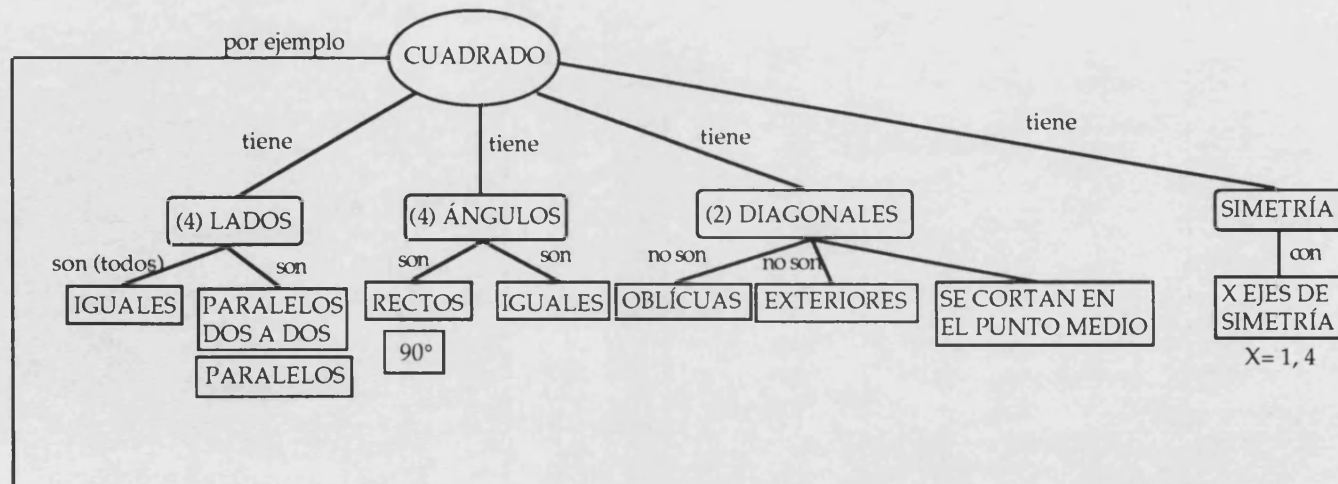 por ejemplo
CUADRADO
tiene
tiene
tiene
tiene
(4) LADOS
(4) ÁNGULOS
(2) DIAGONALES
SIMETRÍA
son (todos)
son
son
son
no son
no son
con
IGUALES
PARALELOS
DOS A DOS
PARALELOS
RECTOS
90°
IGUALES
OBLÍCUAS
EXTERIORES
SE CORTAN EN
EL PUNTO MEDIO
X EJES DE
SIMETRÍA
X= 1, 4